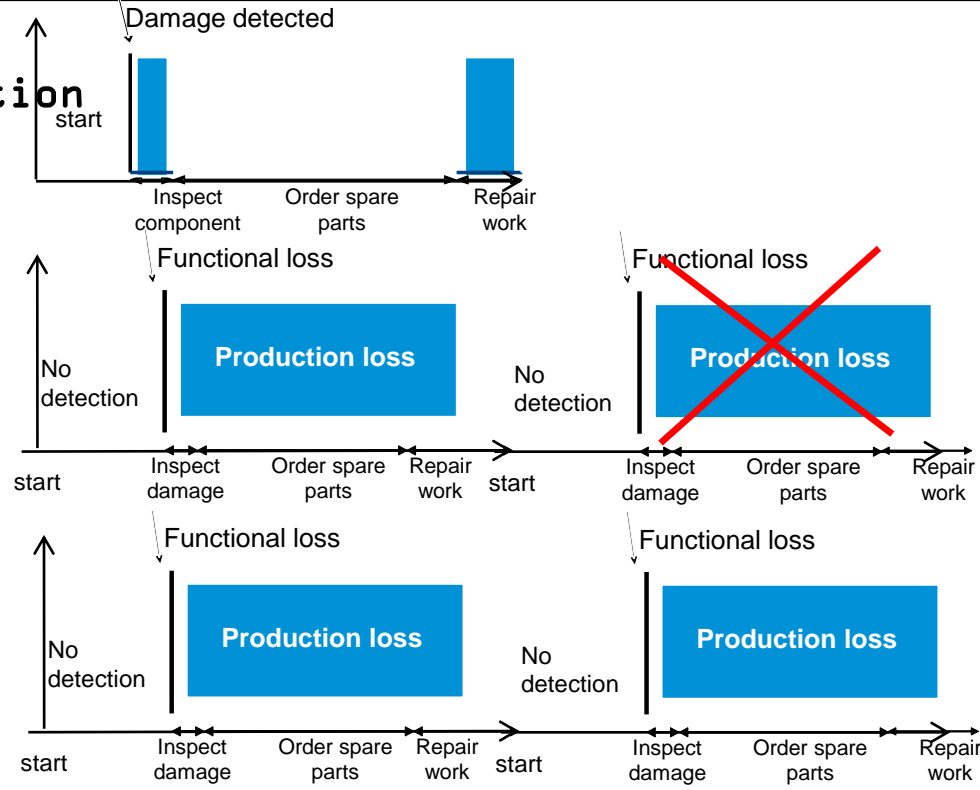 Damage detected
tion
start
Inspect
component
Order spare
parts
Repair
work
Functional loss
No
detection
Production loss
start
Inspect
damage
Order spare
parts
Repair
work
Functional loss
No
detection
Production loss
start
Inspect
damage
Order spare
parts
Repair
work
Functional loss
No
detection
Production loss
start
Inspect
damage
Order spare
parts
Repair
work
Functional loss
No
detection
Production loss
start
Inspect
damage
Order spare
parts
Repair
work